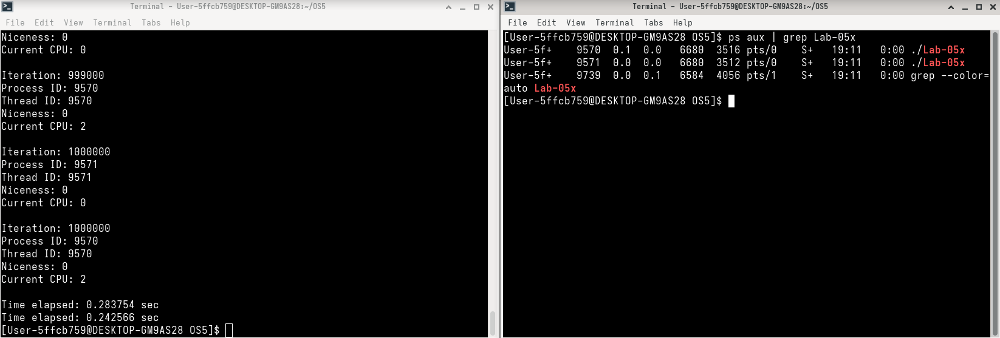 Terminal - User-5ffcb759@DESKTOP-GM9AS28:~/OS5
File Edit View Terminal Tabs Help
Niceness: 0
Current CPU: 0
Iteration: 999000
Process ID: 9570
Thread ID: 9570
Niceness: 0
Current CPU: 2
Iteration: 1000000
Process ID: 9571
Thread ID: 9571
Niceness: 0
Current CPU: 0
Iteration: 1000000
Process ID: 9570
Thread ID: 9570
Niceness: 0
Current CPU: 2
Time elapsed: 0.283754 sec
Time elapsed: 0.242566 sec
[User-5ffcb759@DESKTOP-GM9AS28 OS5]$
Terminal - User-5ffcb759@DESKTOP-GM9AS28:~/OS5
File Edit View Terminal Tabs Help
[User-5ffcb759@DESKTOP-GM9AS28 OS5]$ ps aux | grep Lab-05x
User-5f+    9570  0.1  0.0   6680  3516 pts/0    S+   19:11   0:00 ./Lab-05x
User-5f+    9571  0.0  0.0   6680  3512 pts/0    S+   19:11   0:00 ./Lab-05x
User-5f+    9739  0.0  0.1   6584  4056 pts/1    S+   19:11   0:00 grep --color=
auto Lab-05x
[User-5ffcb759@DESKTOP-GM9AS28 OS5]$